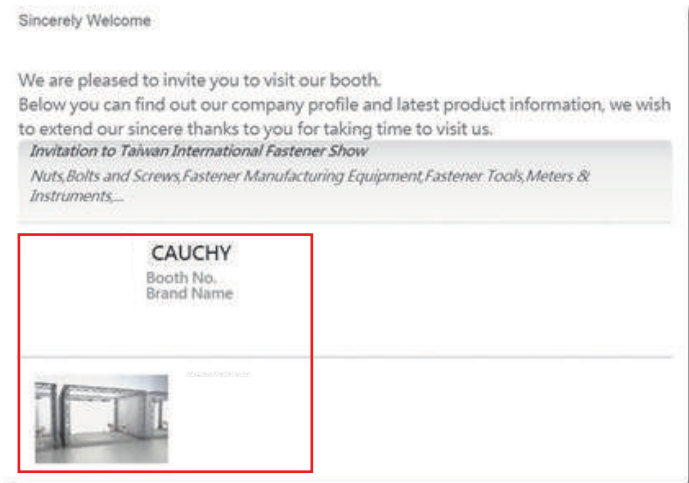 Sincerely Welcome
We are pleased to invite you to visit our booth.
Below you can find out our company profile and latest product information, we wish
to extend our sincere thanks to you for taking time to visit us.
Invitation to Taiwan International Fastener Show
Nuts,Bolts and Screws,Fastener Manufacturing Equipment,Fastener Tools,Meters &
Instruments,...
CAUCHY
Booth No.
Brand Name